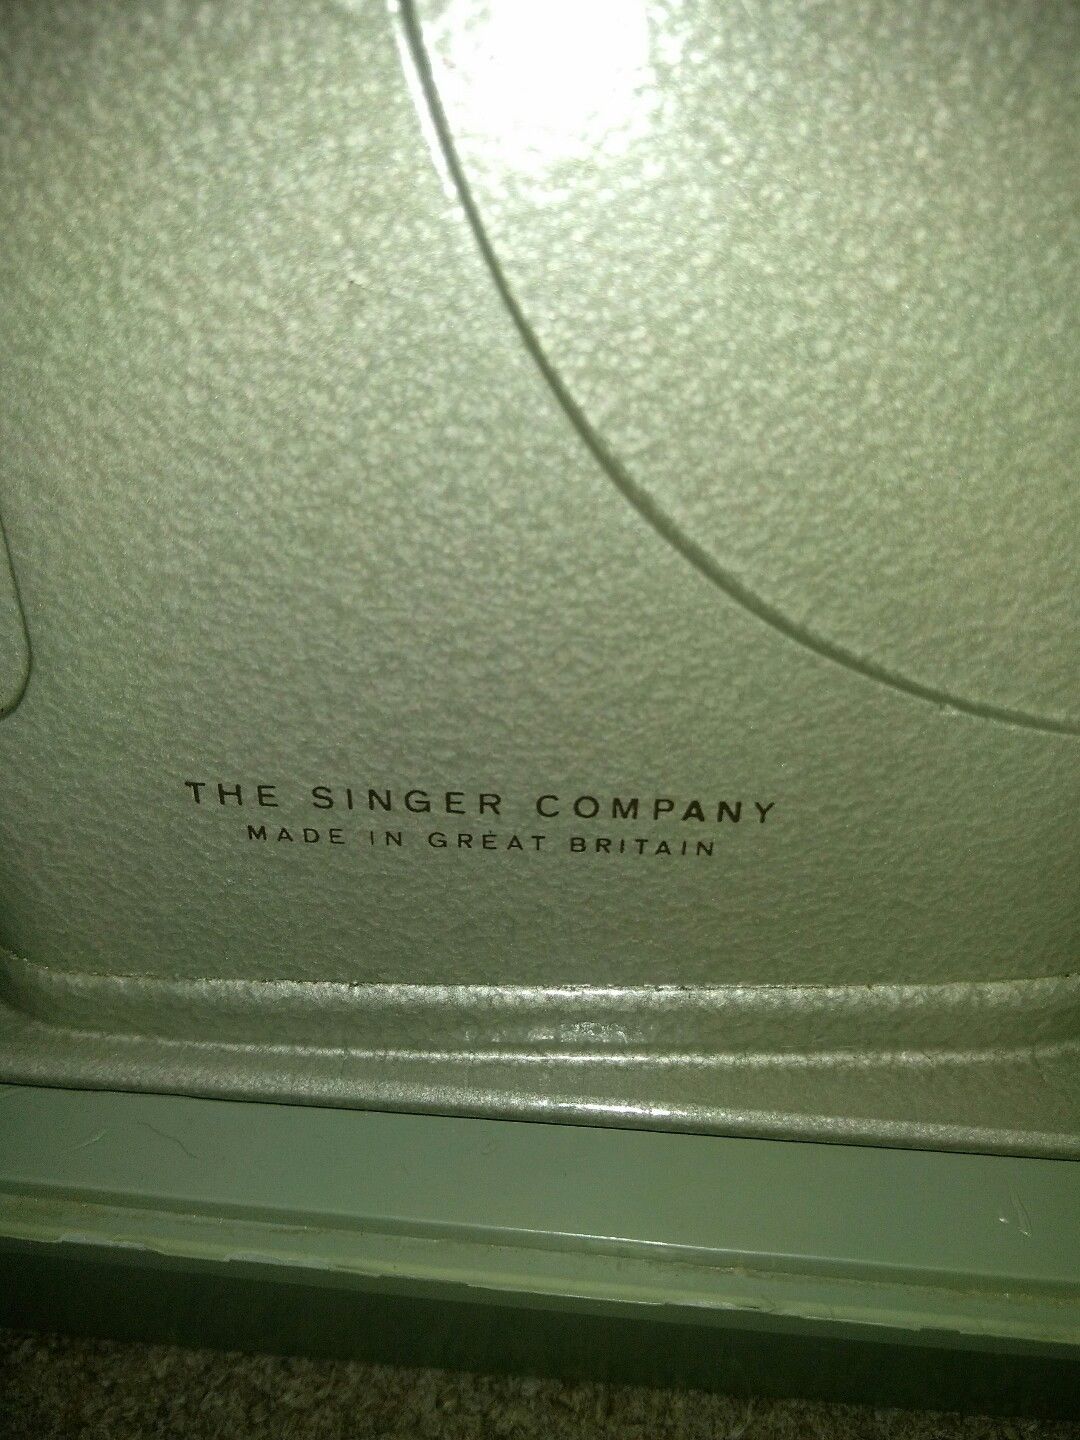 THE SINGER COMPANY
MADE IN GREAT BRITAIN